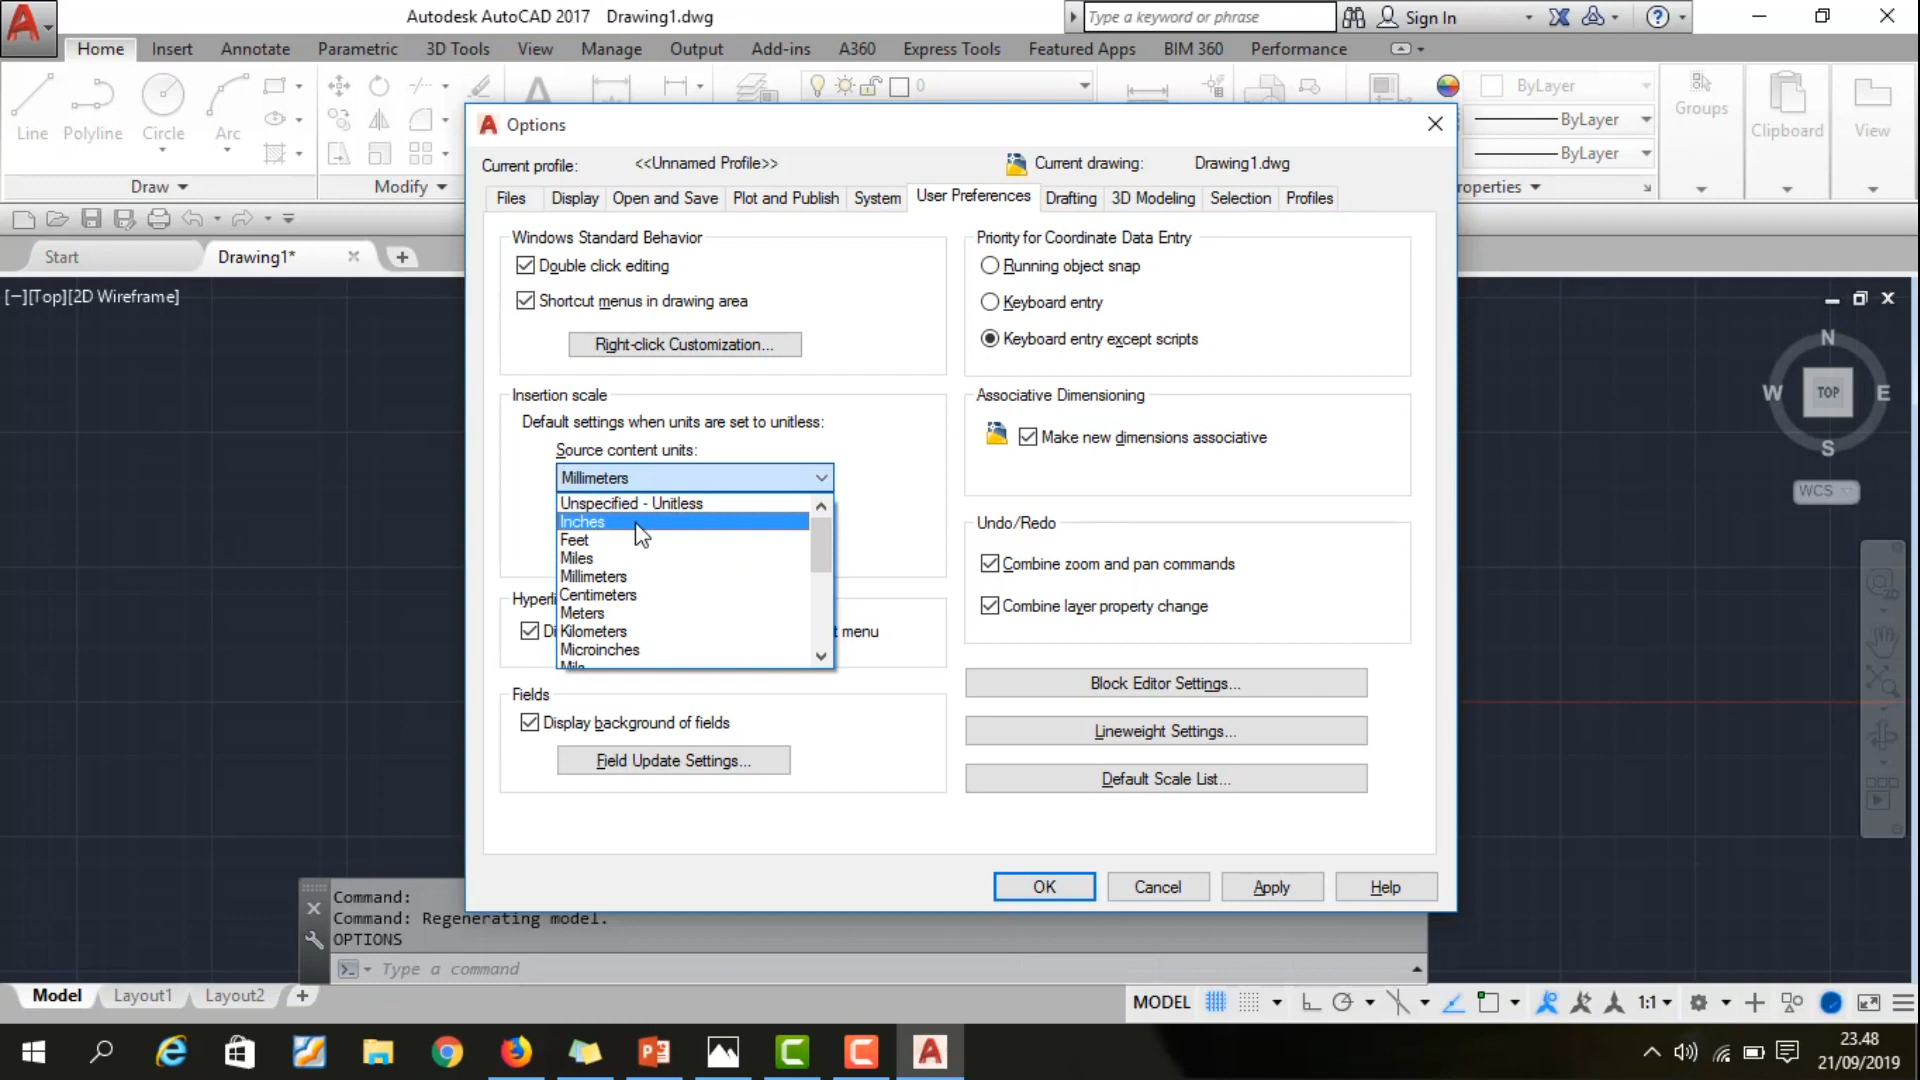 Autodesk AutoCAD 2017 Drawing1.dwg
Type a keyword or phrase
Sign In
Home Insert Annotate Parametric 3D Tools View Manage Output Add-ins A360 Express Tools Featured Apps BIM 360 Performance
0
ByLayer
Line Polyline Circle Arc
Groups
Clipboard
View
ByLayer
ByLayer
Draw
Modify
roperties
Start
Drawing1*
[–][Top][2D Wireframe]
Options
Current profile: <<Unnamed Profile>>
Current drawing: Drawing1.dwg
Files Display Open and Save Plot and Publish System User Preferences Drafting 3D Modeling Selection Profiles
Windows Standard Behavior
Double click editing
Shortcut menus in drawing area
Right-click Customization...
Insertion scale
Default settings when units are set to unitless:
Source content units:
Millimeters
Unspecified - Unitless
Inches
Feet
Miles
Millimeters
Centimeters
Meters
Kilometers
Microinches
Mils
Hyperli
Di
t menu
Fields
Display background of fields
Field Update Settings...
Priority for Coordinate Data Entry
Running object snap
Keyboard entry
Keyboard entry except scripts
Associative Dimensioning
Make new dimensions associative
Undo/Redo
Combine zoom and pan commands
Combine layer property change
Block Editor Settings...
Lineweight Settings...
Default Scale List...
OK Cancel Apply Help
N
W TOP E
S
WCS
Command:
Command: Regenerating model.
OPTIONS
Type a command
Model Layout1 Layout2
MODEL
1:1
23.48
21/09/2019